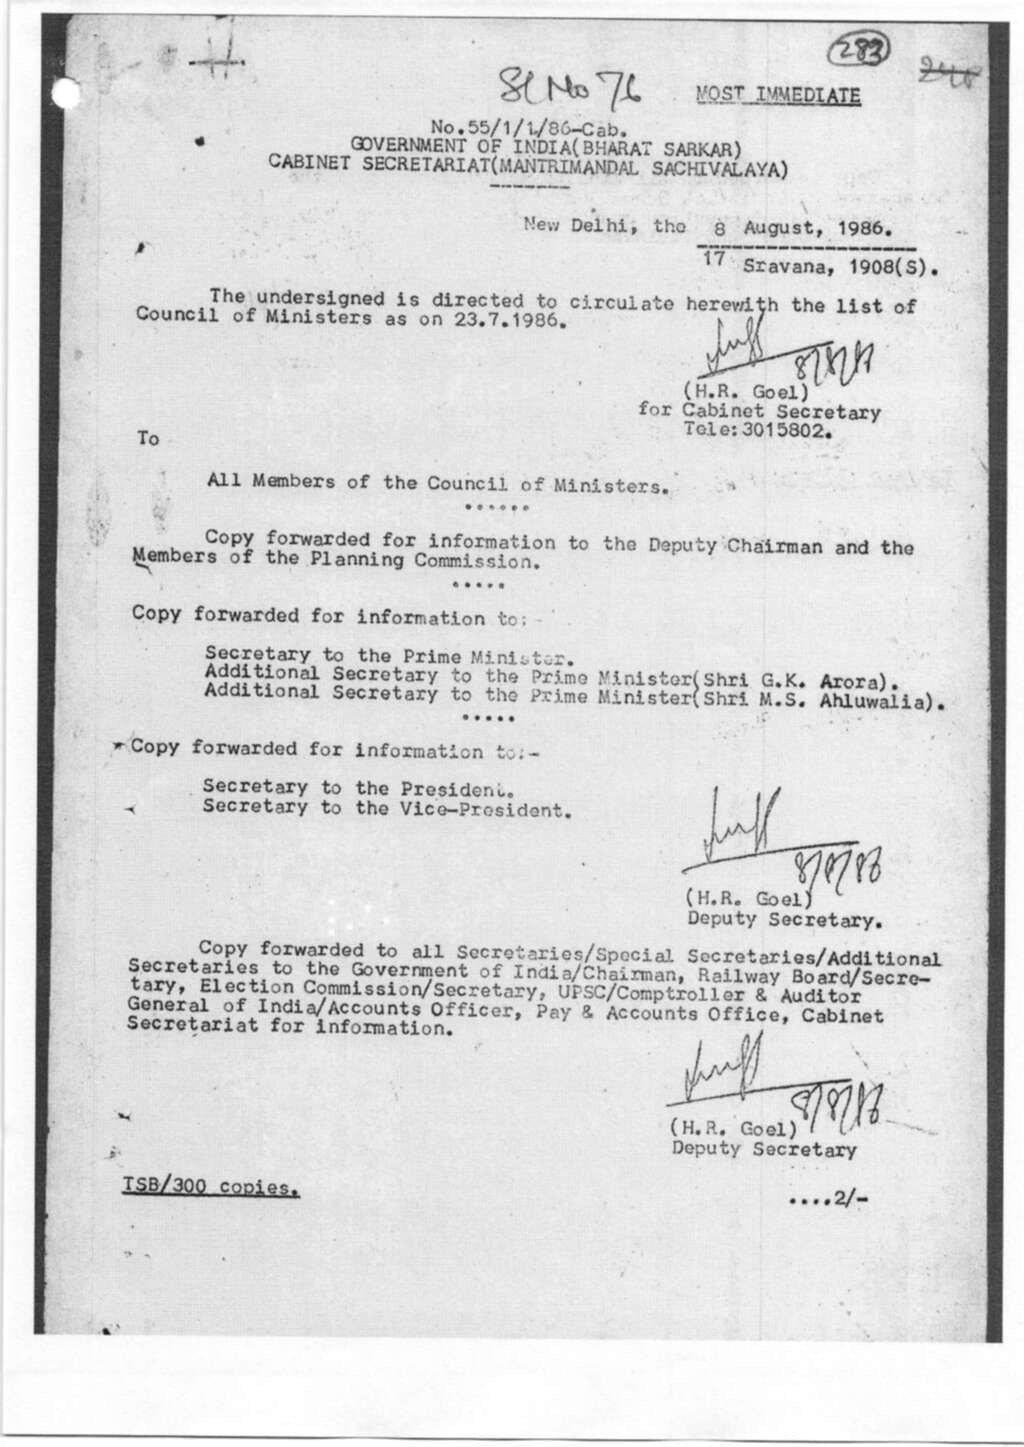 283
240
Sl No 76
MOST IMMEDIATE
No.55/1/1/86-Cab.
GOVERNMENT OF INDIA(BHARAT SARKAR)
CABINET SECRETARIAT(MANTRIMANDAL SACHIVALAYA)
New Delhi, the 8 August, 1986.
17 Sravana, 1908(S).
The undersigned is directed to circulate herewith the list of
Council of Ministers as on 23.7.1986.
(H.R. Goel)
for Cabinet Secretary
Tele:3015802.
To
All Members of the Council of Ministers.
Copy forwarded for information to the Deputy Chairman and the
Members of the Planning Commission.
Copy forwarded for information to:-
Secretary to the Prime Minister.
Additional Secretary to the Prime Minister(Shri G.K. Arora).
Additional Secretary to the Prime Minister(Shri M.S. Ahluwalia).
Copy forwarded for information to:-
Secretary to the President.
Secretary to the Vice-President.
8/8/86
(H.R. Goel)
Deputy Secretary.
Copy forwarded to all Secretaries/Special Secretaries/Additional
Secretaries to the Government of India/Chairman, Railway Board/Secre-
tary, Election Commission/Secretary, UPSC/Comptroller & Auditor
General of India/Accounts Officer, Pay & Accounts Office, Cabinet
Secretariat for information.
8/8/86
(H.R. Goel)
Deputy Secretary
TSB/300 copies.
....2/-